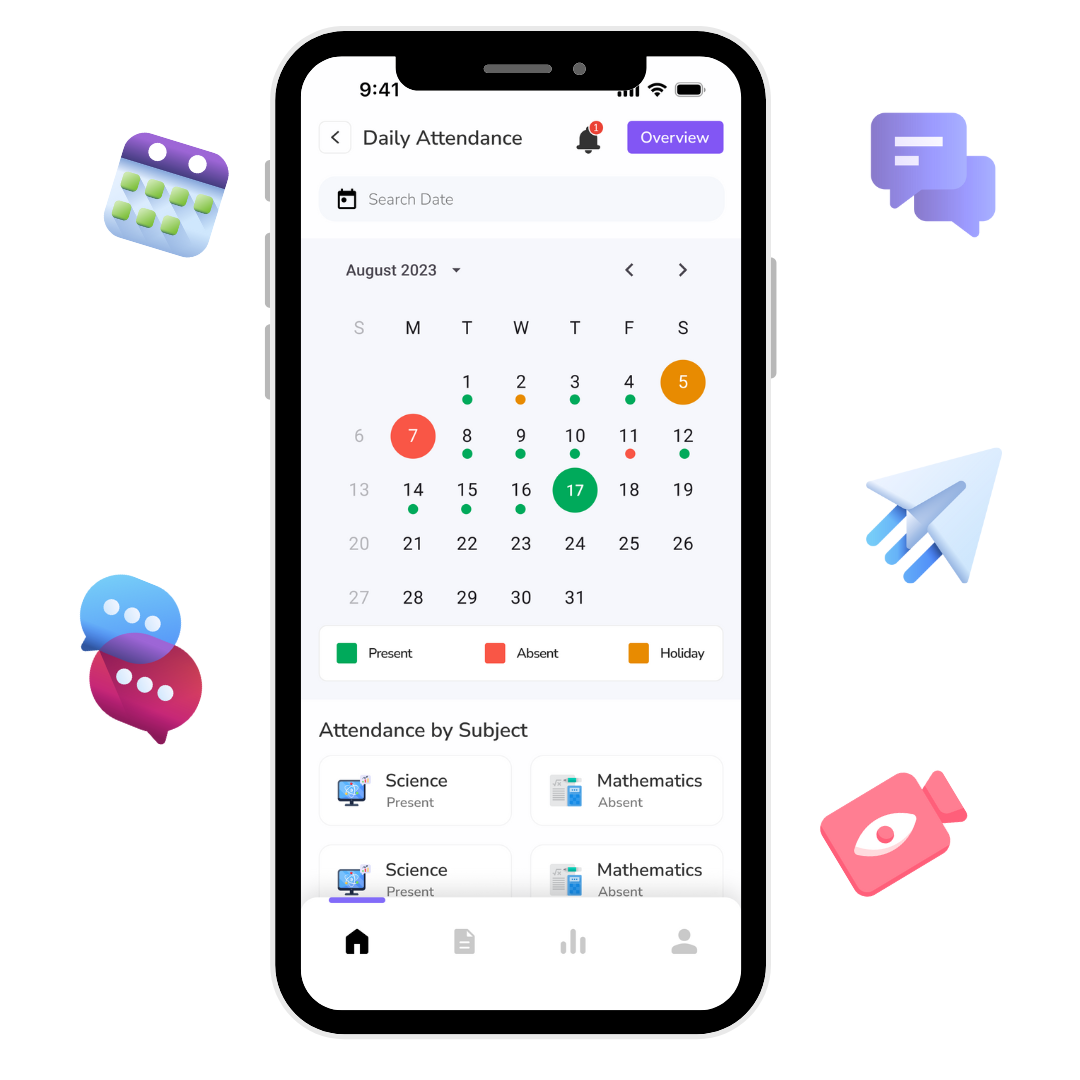 9:41
Daily Attendance
1
Overview
Search Date
August 2023
S M T W T F S
1 2 3 4 5
6 7 8 9 10 11 12
13 14 15 16 17 18 19
20 21 22 23 24 25 26
27 28 29 30 31
Present Absent Holiday
Attendance by Subject
Science Mathematics
Present Absent
Science Mathematics
Present Absent